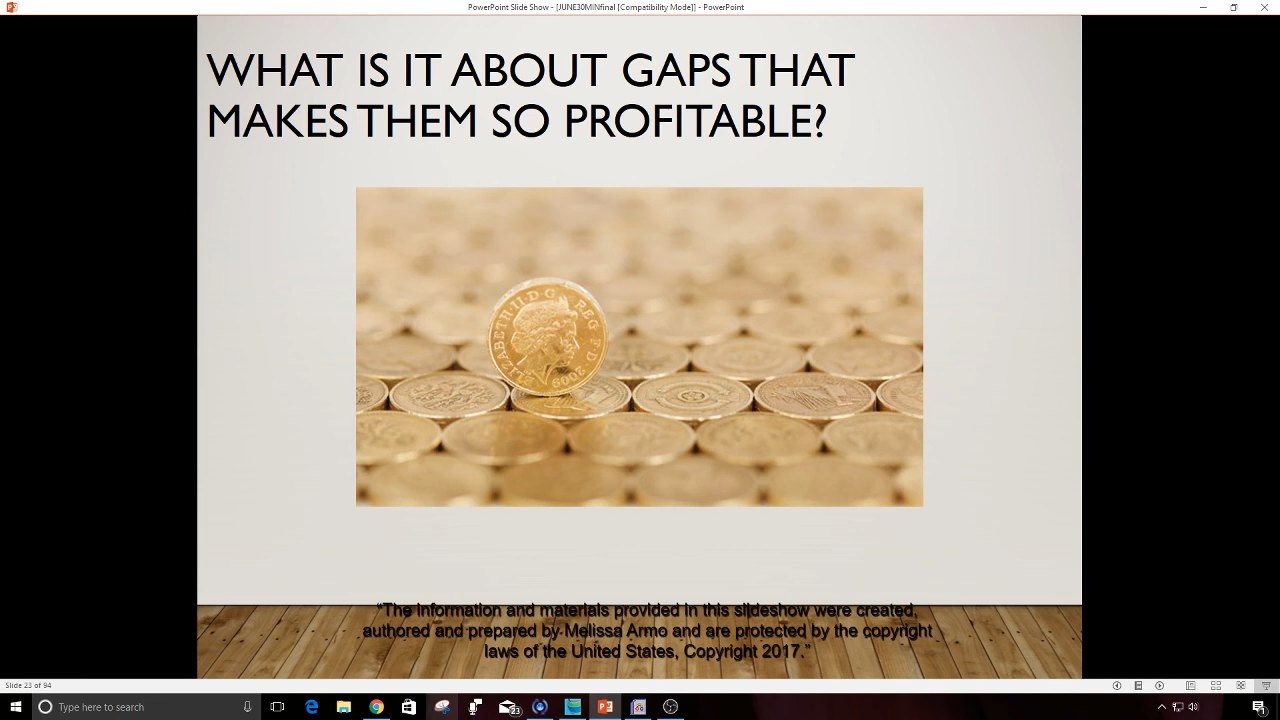 PowerPoint Slide Show - [JUNE30MINfinal [Compatibility Mode]] - PowerPoint
WHAT IS IT ABOUT GAPS THAT
MAKES THEM SO PROFITABLE?
ELIZABETH·II·D·G REG·F·D 2009
"The information and materials provided in this slideshow were created,
authored and prepared by Melissa Armo and are protected by the copyright
laws of the United States, Copyright 2017."
Slide 23 of 94
Type here to search
23